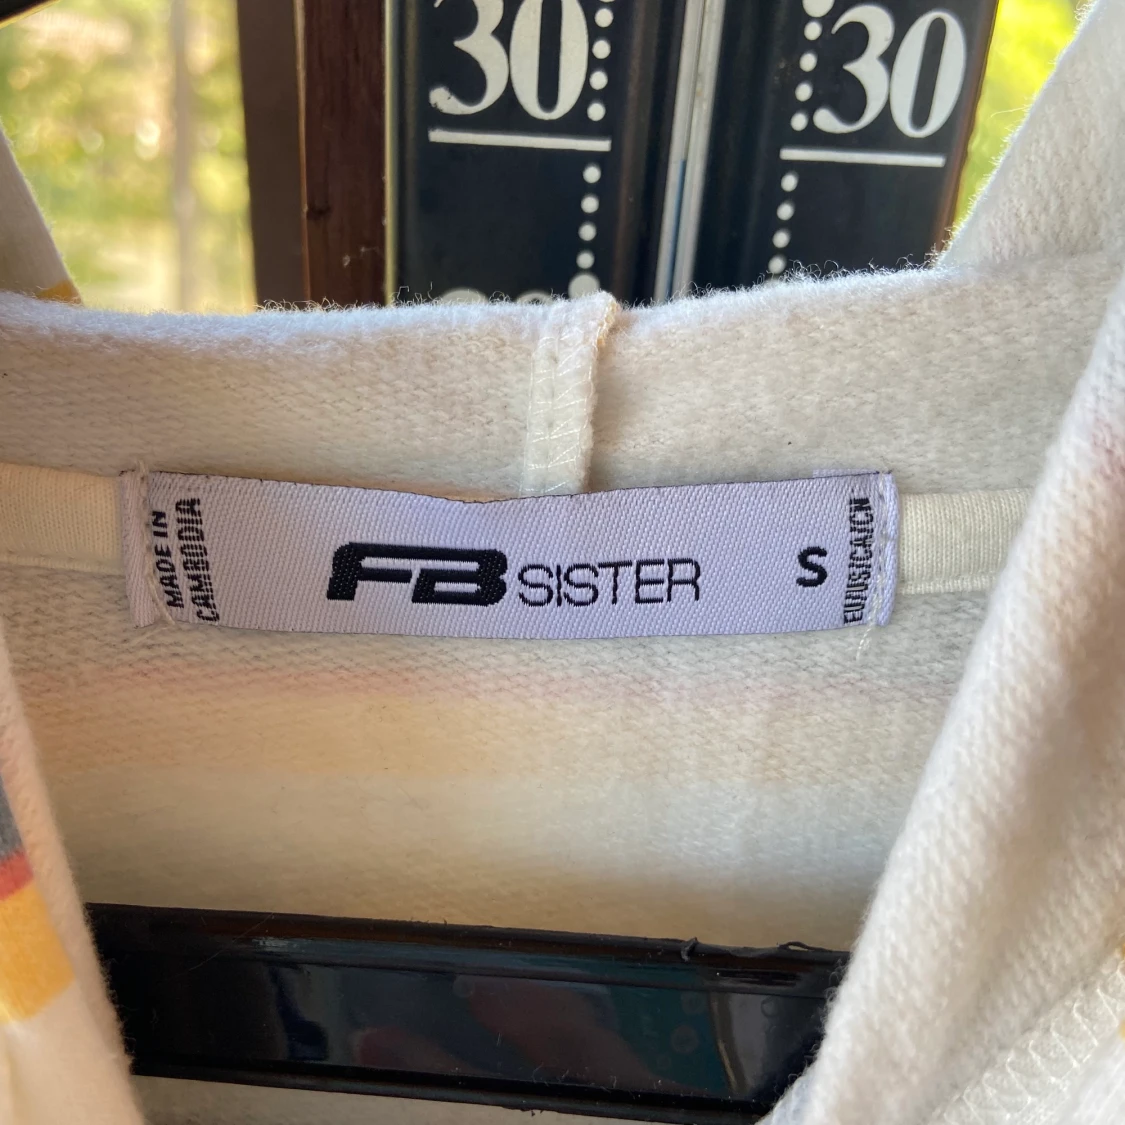 30
30
MADE IN
CAMBODIA
FB SISTER
S
EU/US/CA/CN